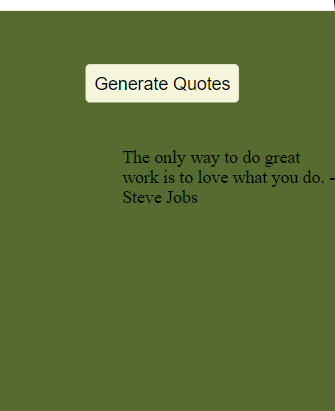 Generate Quotes
The only way to do great
work is to love what you do. -
Steve Jobs